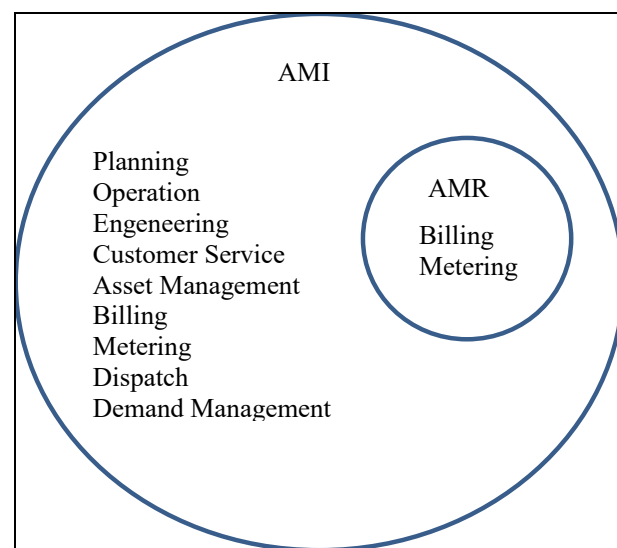 AMI
Planning
Operation
Engeneering
Customer Service
Asset Management
Billing
Metering
Dispatch
Demand Management
AMR
Billing
Metering